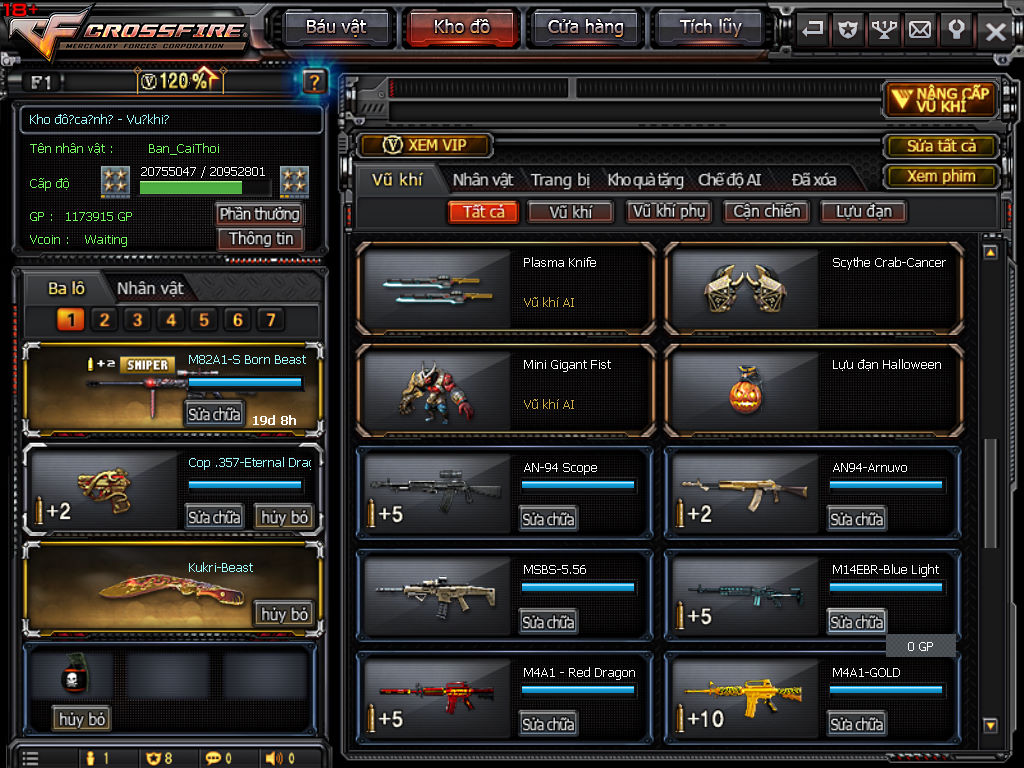 18+
CROSSFIRE
MERCENARY FORCES CORPORATION
Báu vật
Kho đồ
Cửa hàng
Tích lũy
F1
V 120 %
?
NÂNG CẤP
VŨ KHÍ
Kho đô?ca^nh? - Vu?khi?
Tên nhân vật : Ban_CaiThoi
Cấp độ
20755047 / 20952801
GP : 1173915 GP
Phần thưởng
Vcoin : Waiting
Thông tin
V XEM VIP
Sửa tất cả
Xem phim
Vũ khí
Nhân vật
Trang bị
Kho quà tặng
Chế độ AI
Đã xóa
Tất cả
Vũ khí
Vũ khí phụ
Cận chiến
Lựu đạn
Ba lô
Nhân vật
1 2 3 4 5 6 7
+2 SNIPER
M82A1-S Born Beast
Sửa chữa
19d 8h
Cop .357-Eternal Drag
+2
Sửa chữa
hủy bỏ
Kukri-Beast
hủy bỏ
hủy bỏ
1
8
0
0
Plasma Knife
Vũ khí AI
Scythe Crab-Cancer
Mini Gigant Fist
Vũ khí AI
Lựu đạn Halloween
AN-94 Scope
+5
Sửa chữa
AN94-Arnuvo
+2
Sửa chữa
MSBS-5.56
Sửa chữa
M14EBR-Blue Light
+5
Sửa chữa
0 GP
M4A1 - Red Dragon
+5
Sửa chữa
M4A1-GOLD
+10
Sửa chữa